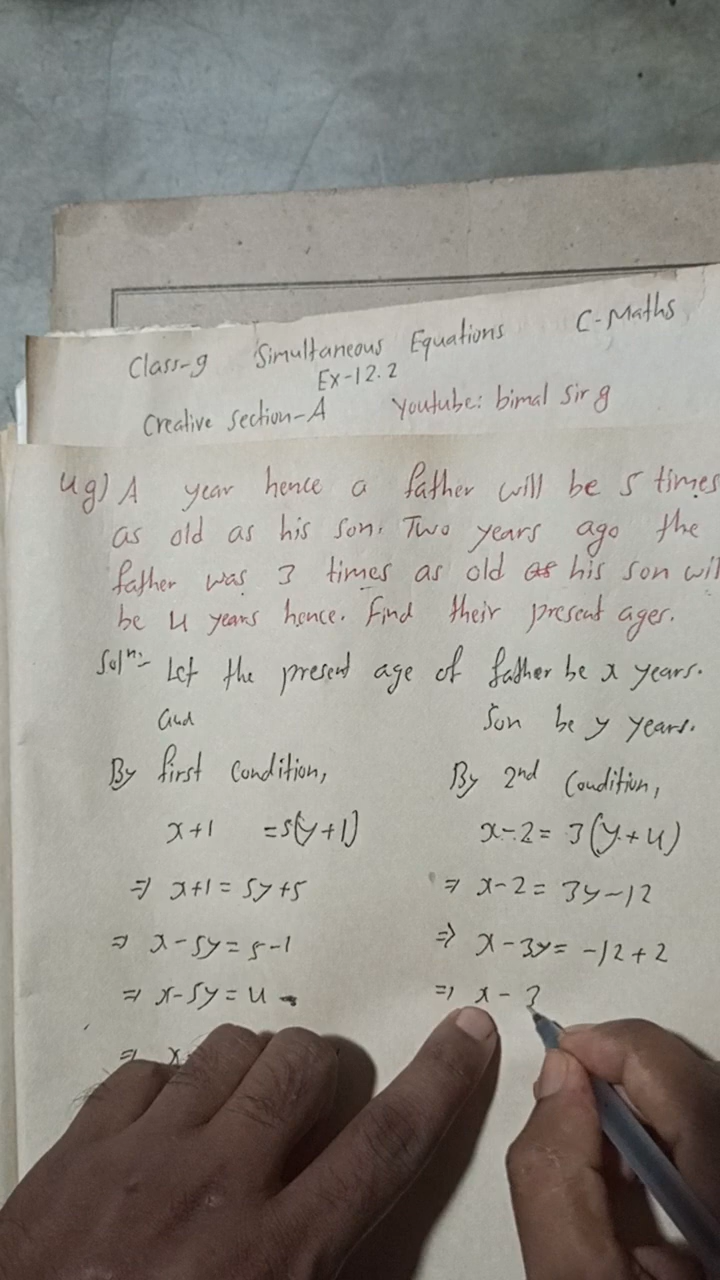 Class-9 Simultaneous Equations C-Maths
Ex-12.2
Creative Section-A Youtube: bimal sir g
4g) A year hence a father will be 5 times
as old as his son. Two years ago the
father was 3 times as old as his son wil
be 4 years hence. Find their present ages.
Solⁿ:- Let the present age of father be x years.
and Son be y years.
By first Condition,
x+1 =5(y+1)
⇒ x+1 = 5y+5
⇒ x-5y = 5-1
⇒ x-5y = 4
⇒ x
By 2nd Condition,
x-2 = 3(y+4)
⇒ x-2 = 3y-12
⇒ x-3y = -12+2
⇒ x - 3